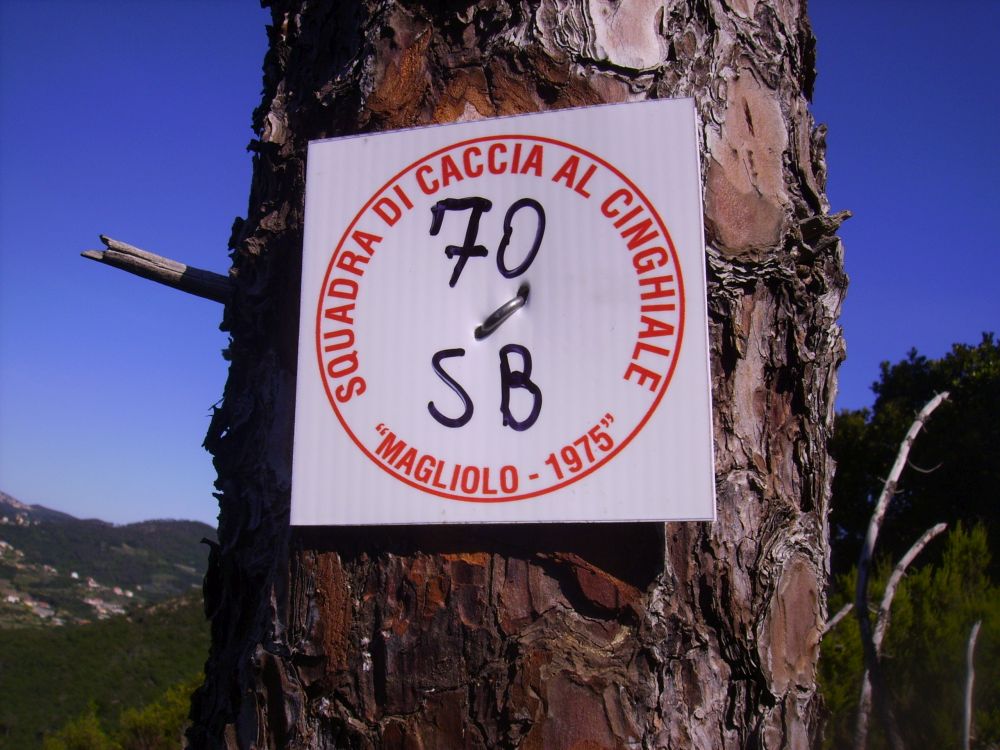 SQUADRA DI CACCIA AL CINGHIALE
70
SB
"MAGLIOLO - 1975"